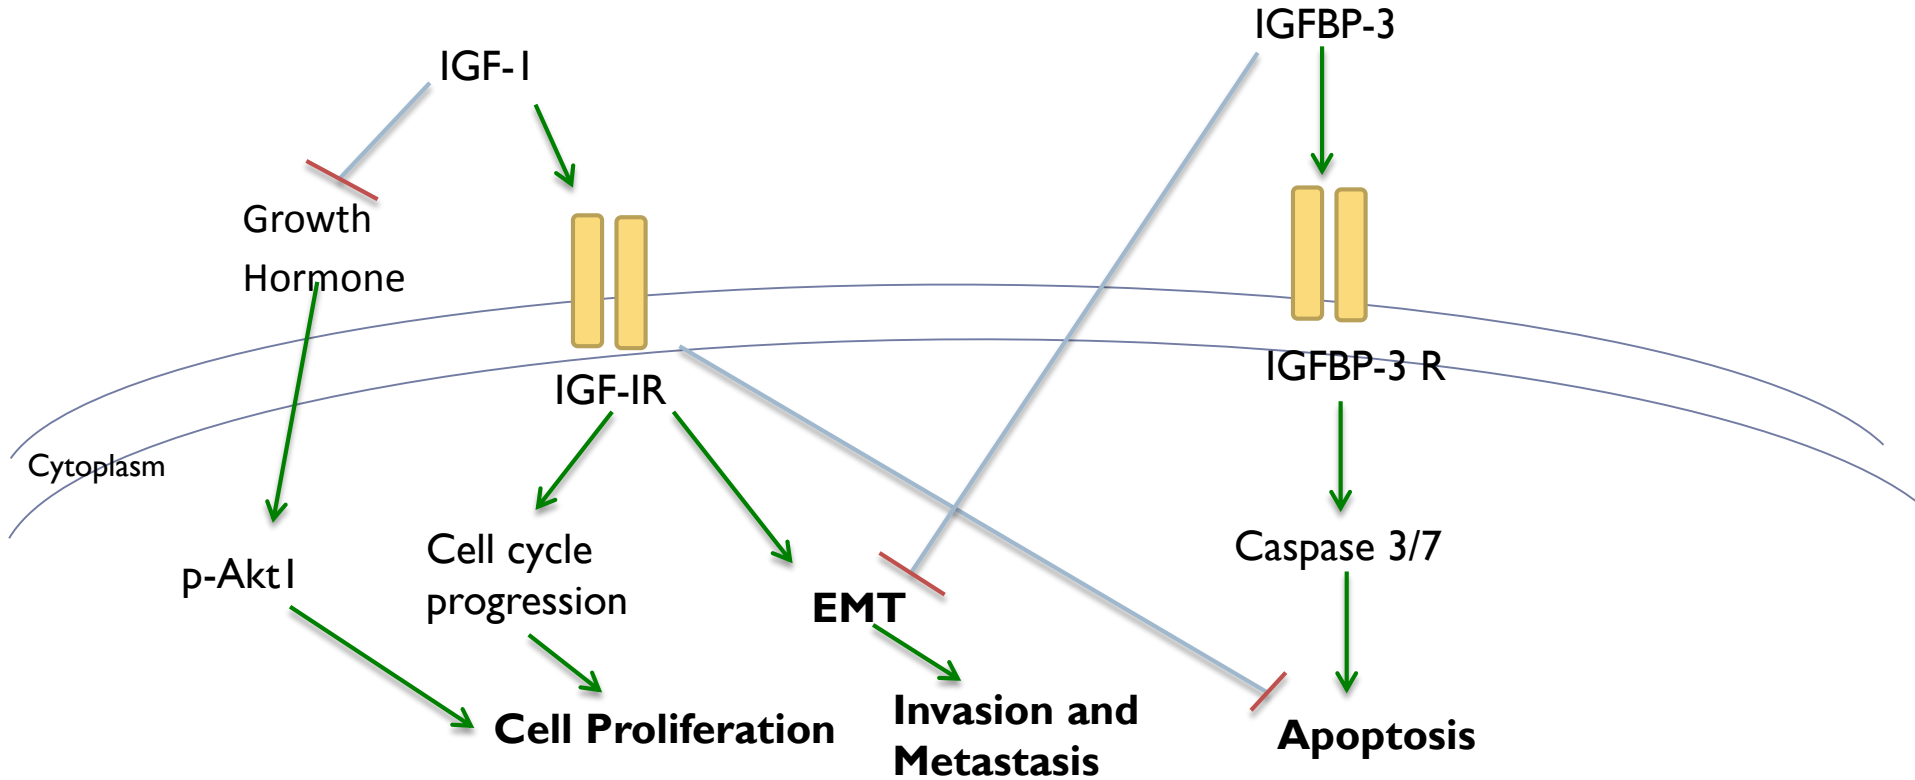 IGFBP-3
IGF-1
Growth
Hormone
IGFBP-3 R
IGF-IR
Cytoplasm
Cell cycle
progression
Caspase 3/7
p-Akt1
EMT
Cell Proliferation
Invasion and
Metastasis
Apoptosis